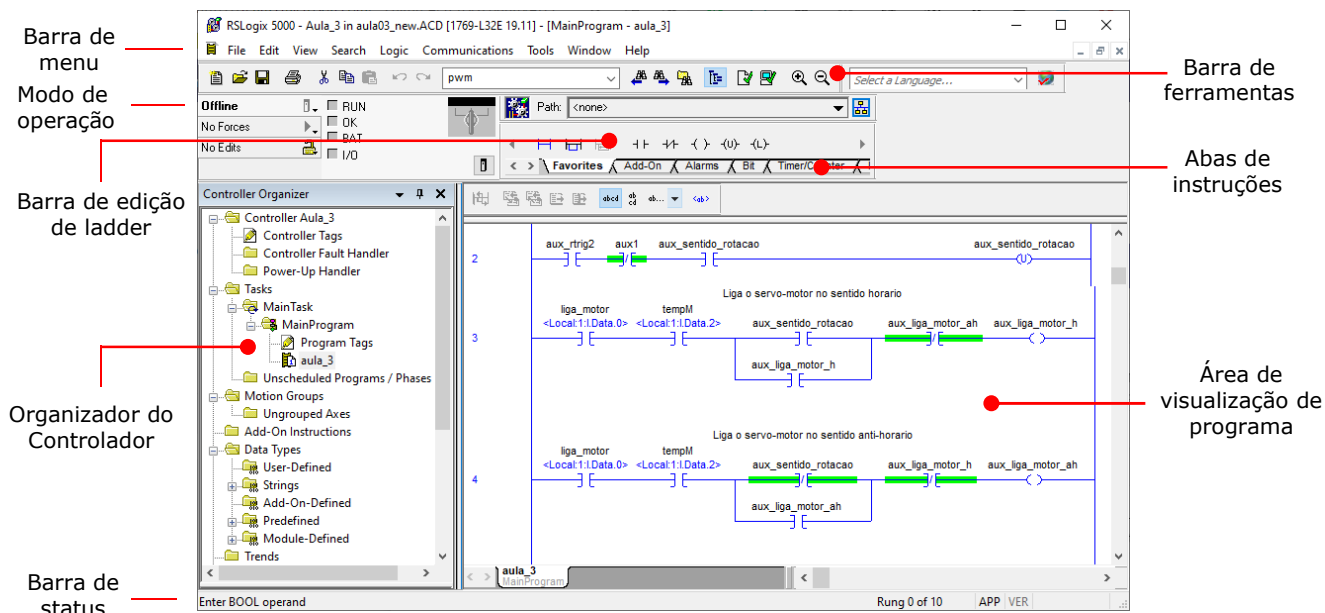 RSLogix 5000 - Aula_3 in aula03_new.ACD [1769-L32E 19.11] - [MainProgram - aula_3]
Barra de
menu
File Edit View Search Logic Communications Tools Window Help
pwm
Select a Language...
Barra de
ferramentas
Modo de
operação
Offline
RUN
No Forces
OK
BAT
No Edits
I/O
Path: <none>
Favorites Add-On Alarms Bit Timer/Counter
Abas de
instruções
Barra de edição
de ladder
Controller Organizer
Controller Aula_3
Controller Tags
Controller Fault Handler
Power-Up Handler
Tasks
MainTask
MainProgram
Program Tags
aula_3
Unscheduled Programs / Phases
Motion Groups
Ungrouped Axes
Add-On Instructions
Data Types
User-Defined
Strings
Add-On-Defined
Predefined
Module-Defined
Trends
Organizador do
Controlador
abcd ab cd ab... <ab>
aux_rtrig2 aux1 aux_sentido_rotacao aux_sentido_rotacao
2
U
Liga o servo-motor no sentido horario
liga_motor tempM
<Local:1:I.Data.0> <Local:1:I.Data.2> aux_sentido_rotacao aux_liga_motor_ah aux_liga_motor_h
3
aux_liga_motor_h
Liga o servo-motor no sentido anti-horario
liga_motor tempM
<Local:1:I.Data.0> <Local:1:I.Data.2> aux_sentido_rotacao aux_liga_motor_h aux_liga_motor_ah
4
aux_liga_motor_ah
Área de
visualização de
programa
aula_3
MainProgram
Barra de
status
Enter BOOL operand
Rung 0 of 10 APP VER